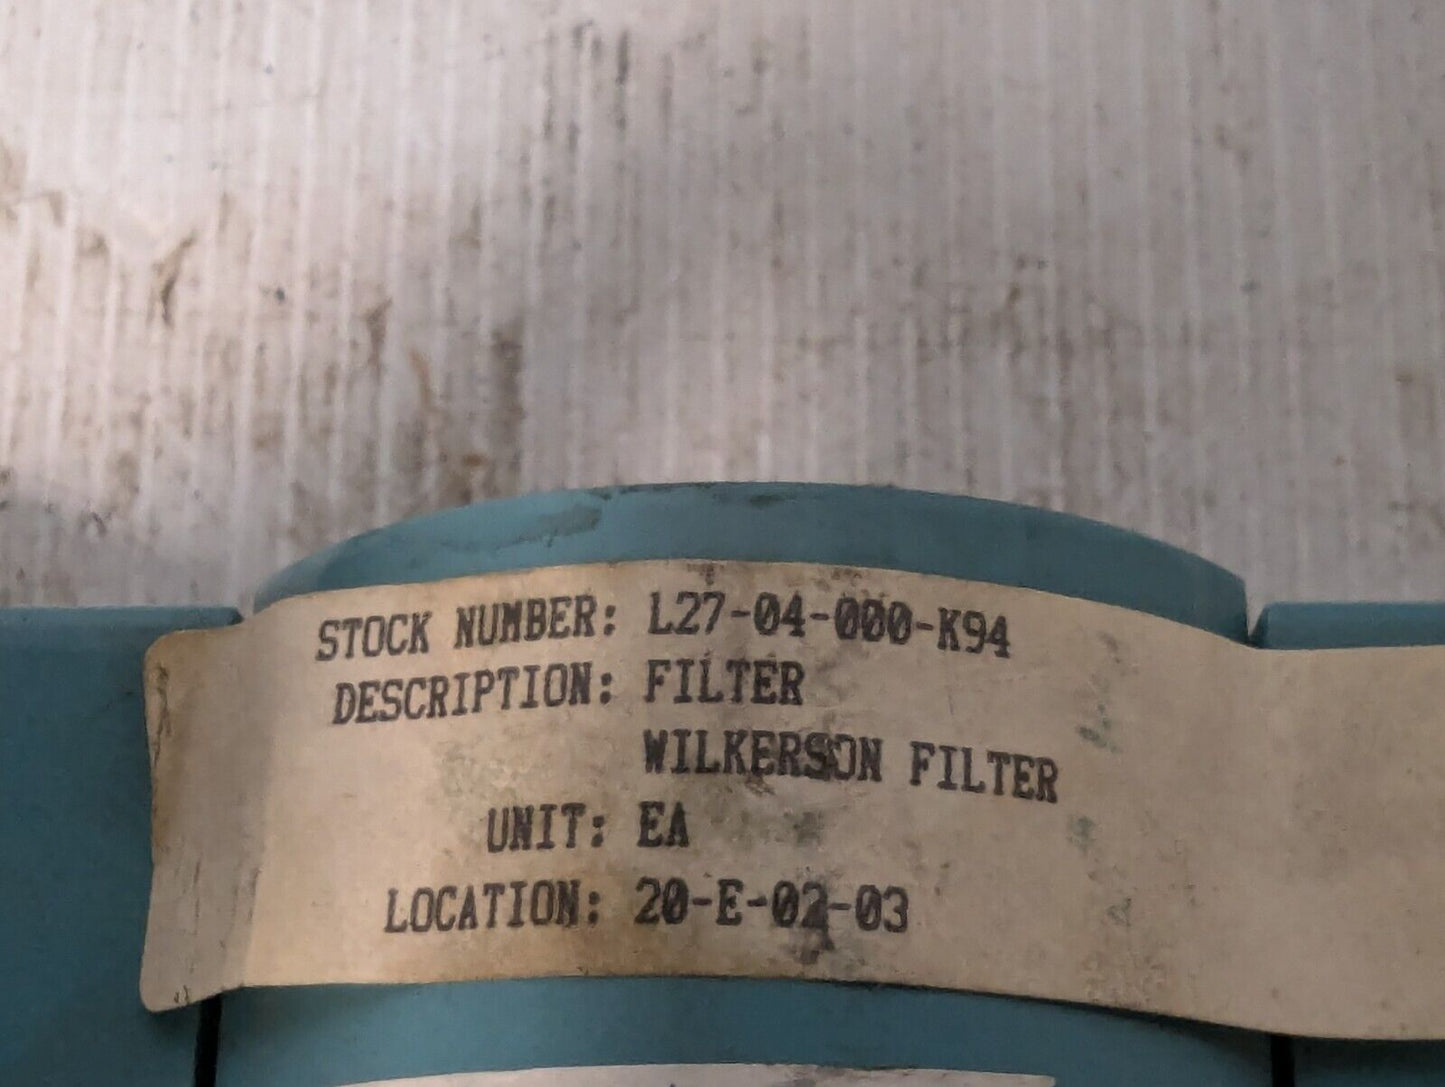 STOCK NUMBER: L27-04-000-K94
DESCRIPTION: FILTER
WILKERSON FILTER
UNIT: EA
LOCATION: 20-E-02-03